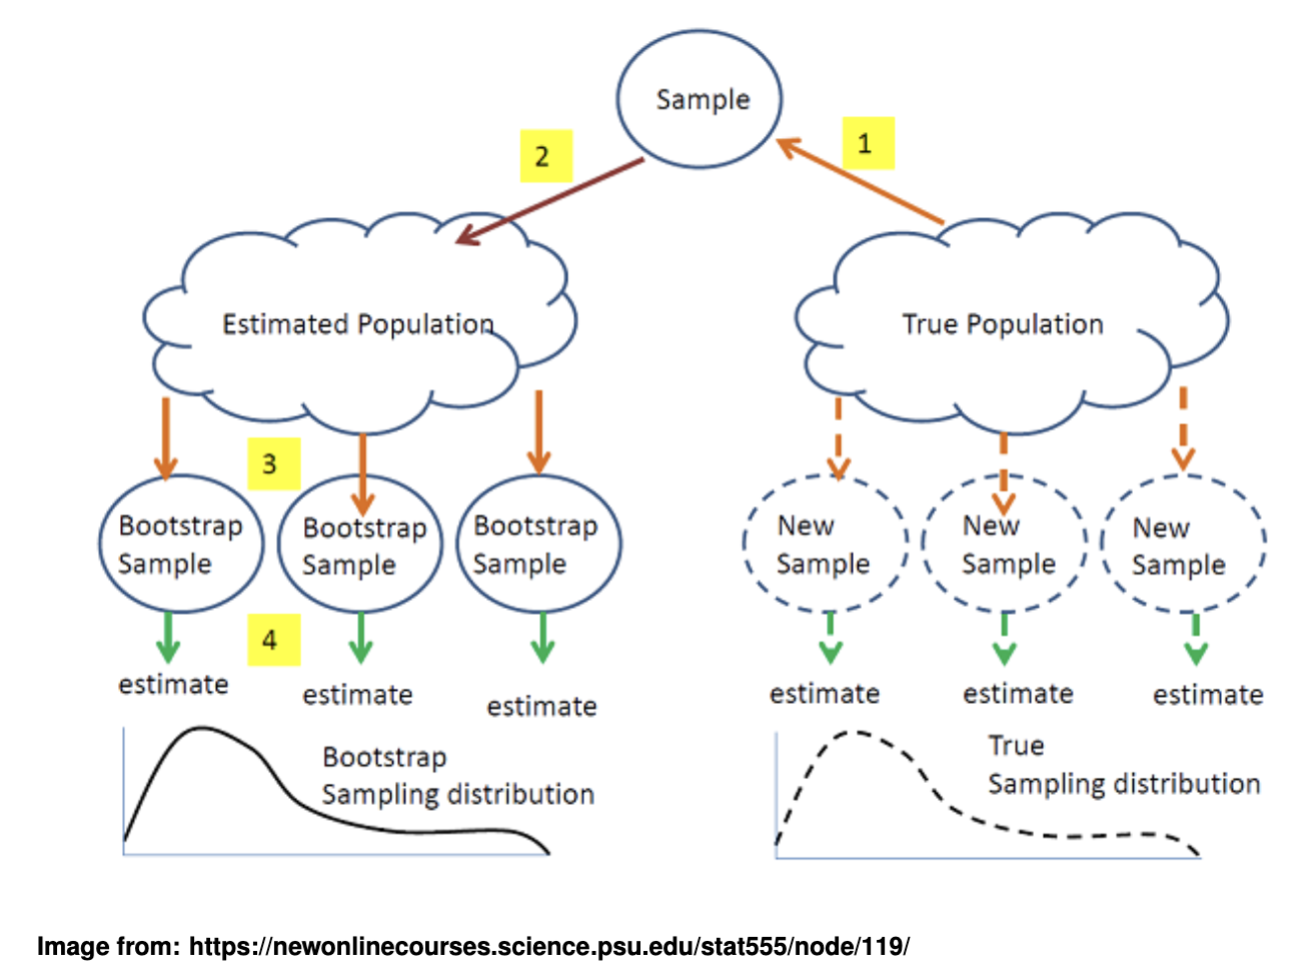 Sample
1
2
Estimated Population
True Population
3
Bootstrap
Sample
Bootstrap
Sample
Bootstrap
Sample
New
Sample
New
Sample
New
Sample
4
estimate
estimate
estimate
estimate
estimate
estimate
Bootstrap
Sampling distribution
True
Sampling distribution
Image from: https://newonlinecourses.science.psu.edu/stat555/node/119/